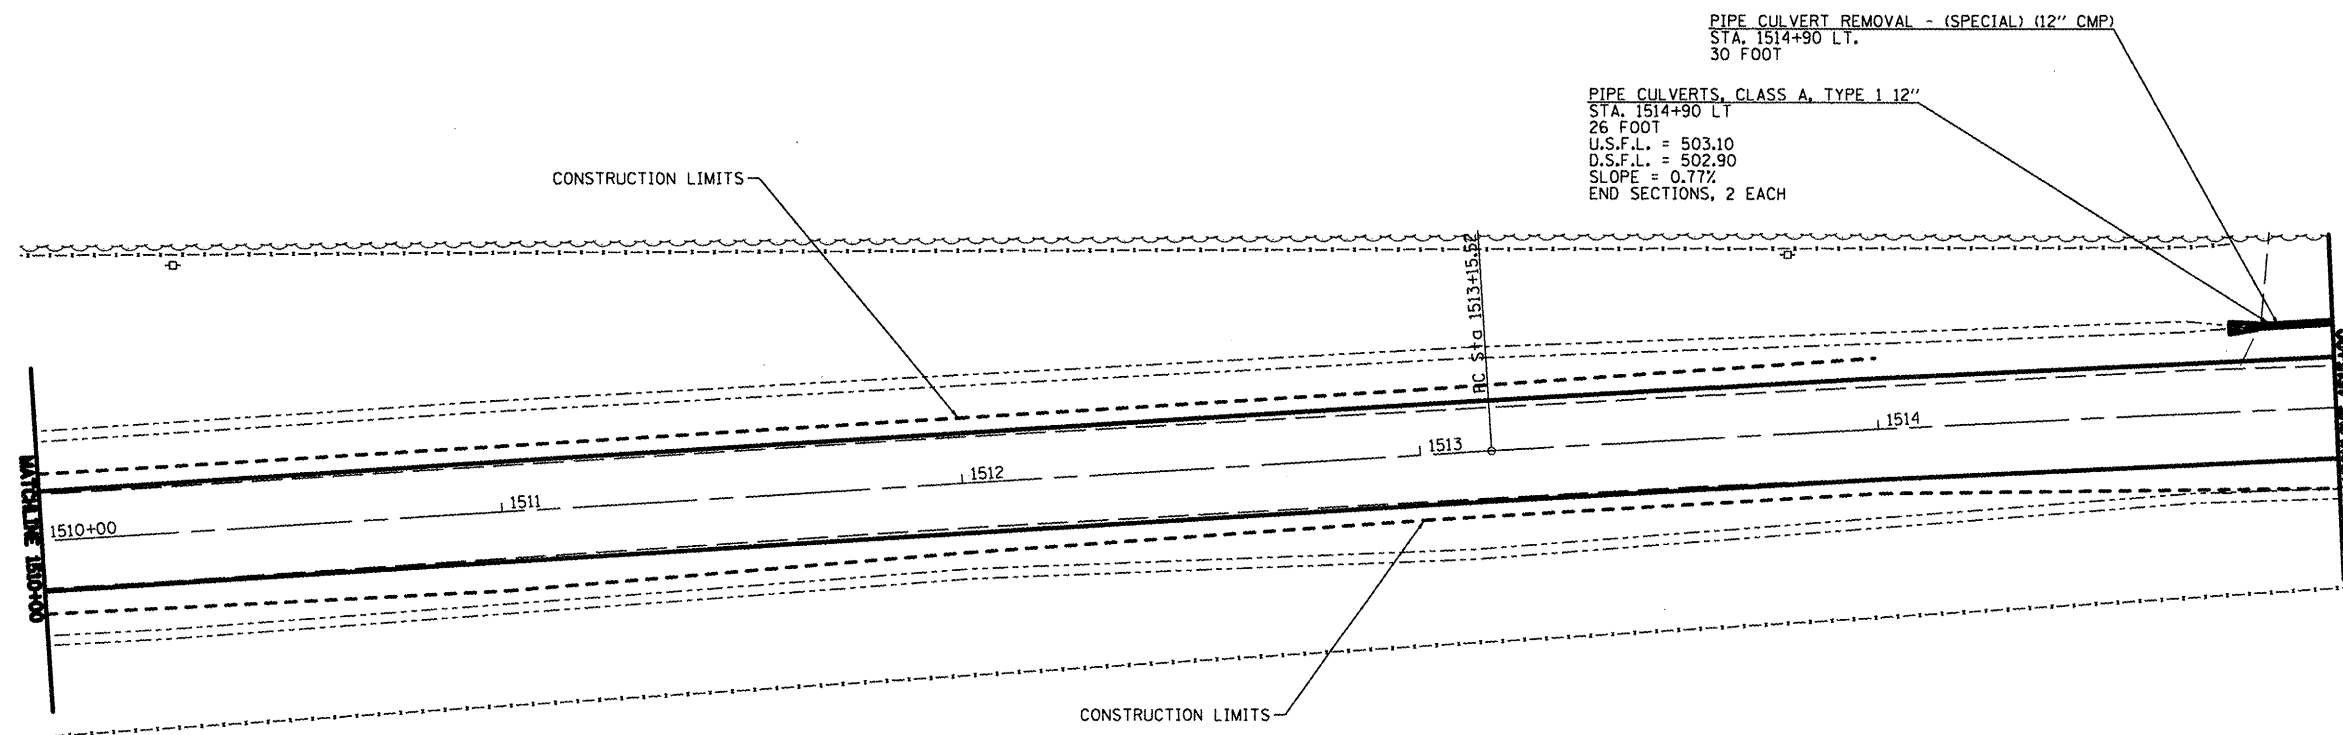 PIPE CULVERT REMOVAL - (SPECIAL) (12" CMP)
STA. 1514+90 LT.
30 FOOT
PIPE CULVERTS, CLASS A, TYPE 1 12"
STA. 1514+90 LT
26 FOOT
U.S.F.L. = 503.10
D.S.F.L. = 502.90
SLOPE = 0.77%
END SECTIONS, 2 EACH
CONSTRUCTION LIMITS
Sta 1513+15.52
1514
1513
1512
1511
1510+00
MATCHLINE 1510+00
CONSTRUCTION LIMITS